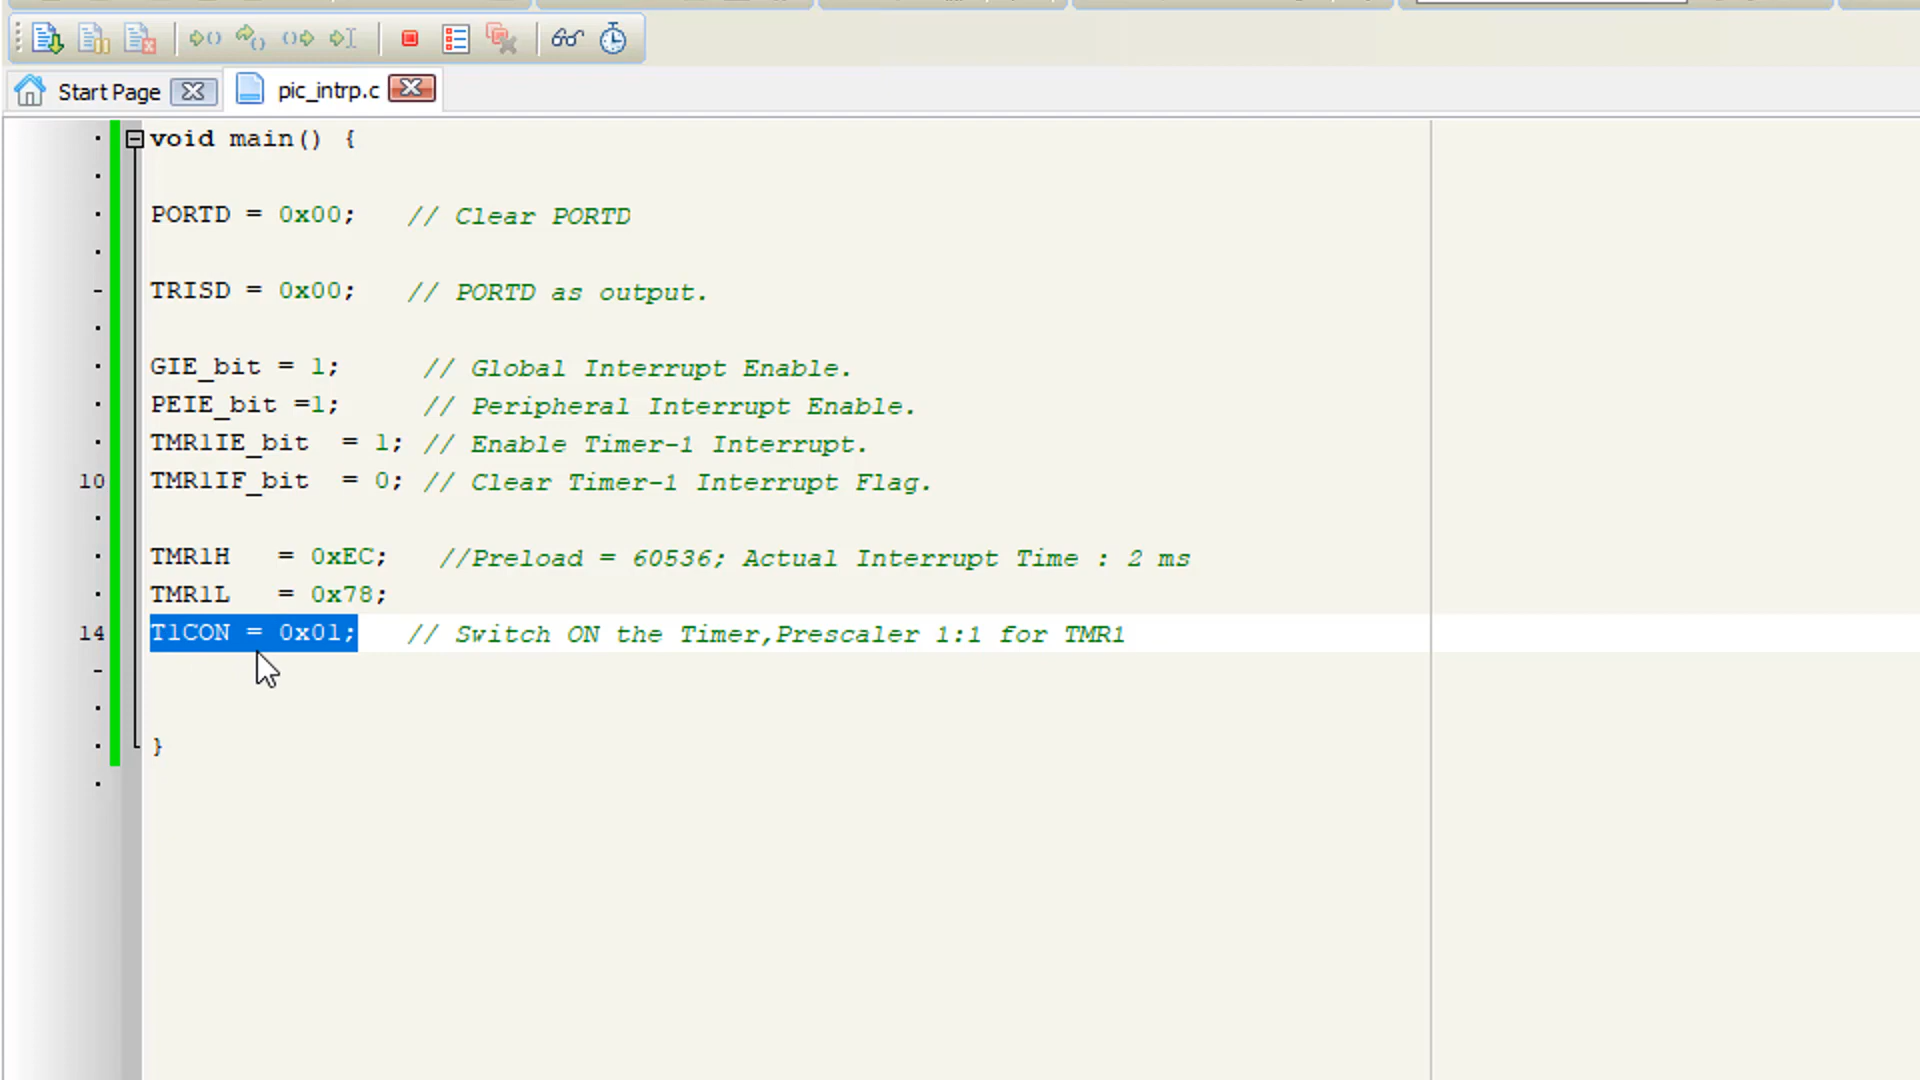 Start Page
pic_intrp.c
void main() {
PORTD = 0x00;   // Clear PORTD
TRISD = 0x00;   // PORTD as output.
GIE_bit = 1;     // Global Interrupt Enable.
PEIE_bit =1;     // Peripheral Interrupt Enable.
TMR1IE_bit  = 1; // Enable Timer-1 Interrupt.
10 TMR1IF_bit  = 0; // Clear Timer-1 Interrupt Flag.
TMR1H   = 0xEC;   //Preload = 60536; Actual Interrupt Time : 2 ms
TMR1L   = 0x78;
14 T1CON = 0x01;   // Switch ON the Timer,Prescaler 1:1 for TMR1
}